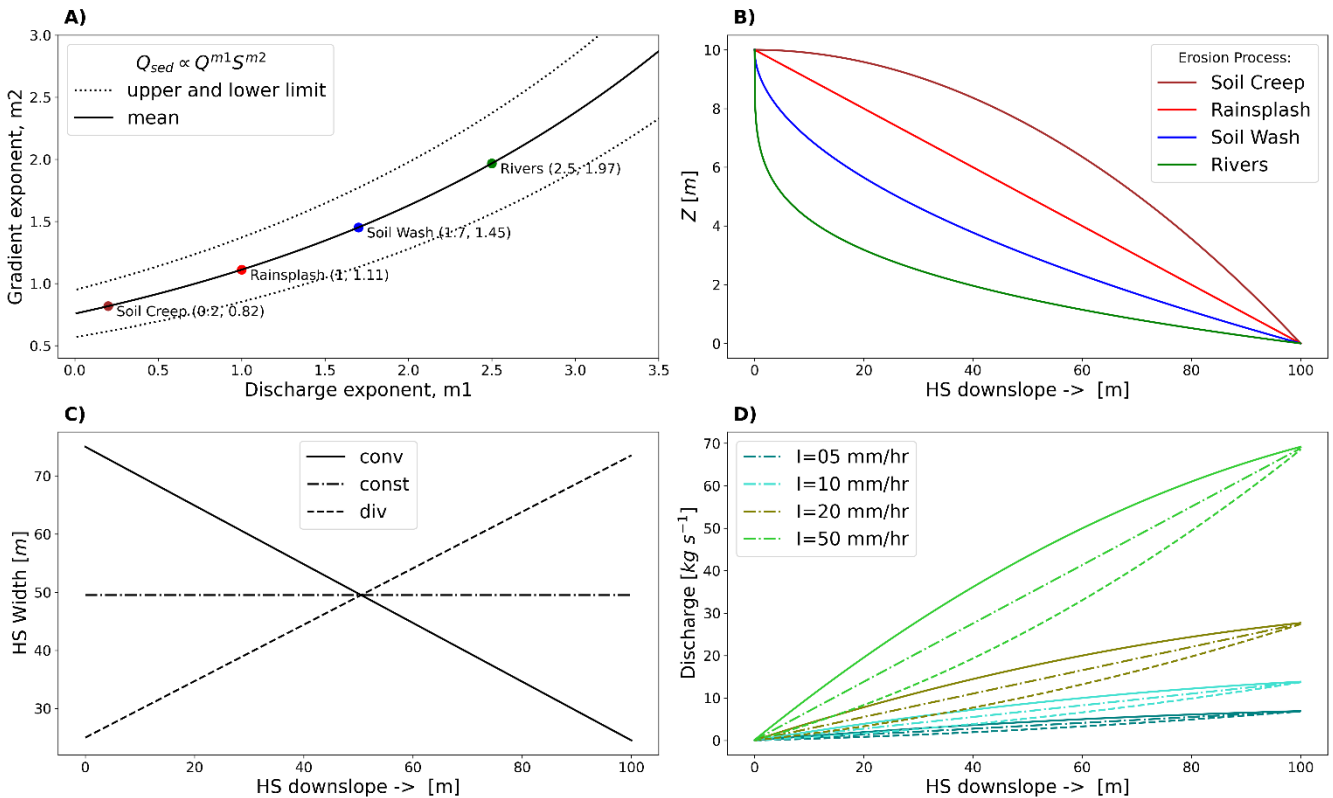 A)
Q_sed ∝ Q^m1 S^m2
upper and lower limit
mean
Rivers (2.5, 1.97)
Soil Wash (1.7, 1.45)
Rainsplash (1, 1.11)
Soil Creep (0.2, 0.82)
3.0
2.5
2.0
1.5
1.0
0.5
Gradient exponent, m2
0.0 0.5 1.0 1.5 2.0 2.5 3.0 3.5
Discharge exponent, m1
B)
Erosion Process:
Soil Creep
Rainsplash
Soil Wash
Rivers
10
8
6
4
2
0
Z [m]
0 20 40 60 80 100
HS downslope -> [m]
C)
conv
const
div
70
60
50
40
30
HS Width [m]
0 20 40 60 80 100
HS downslope -> [m]
D)
I=05 mm/hr
I=10 mm/hr
I=20 mm/hr
I=50 mm/hr
70
60
50
40
30
20
10
0
Discharge [kg s⁻¹]
0 20 40 60 80 100
HS downslope -> [m]